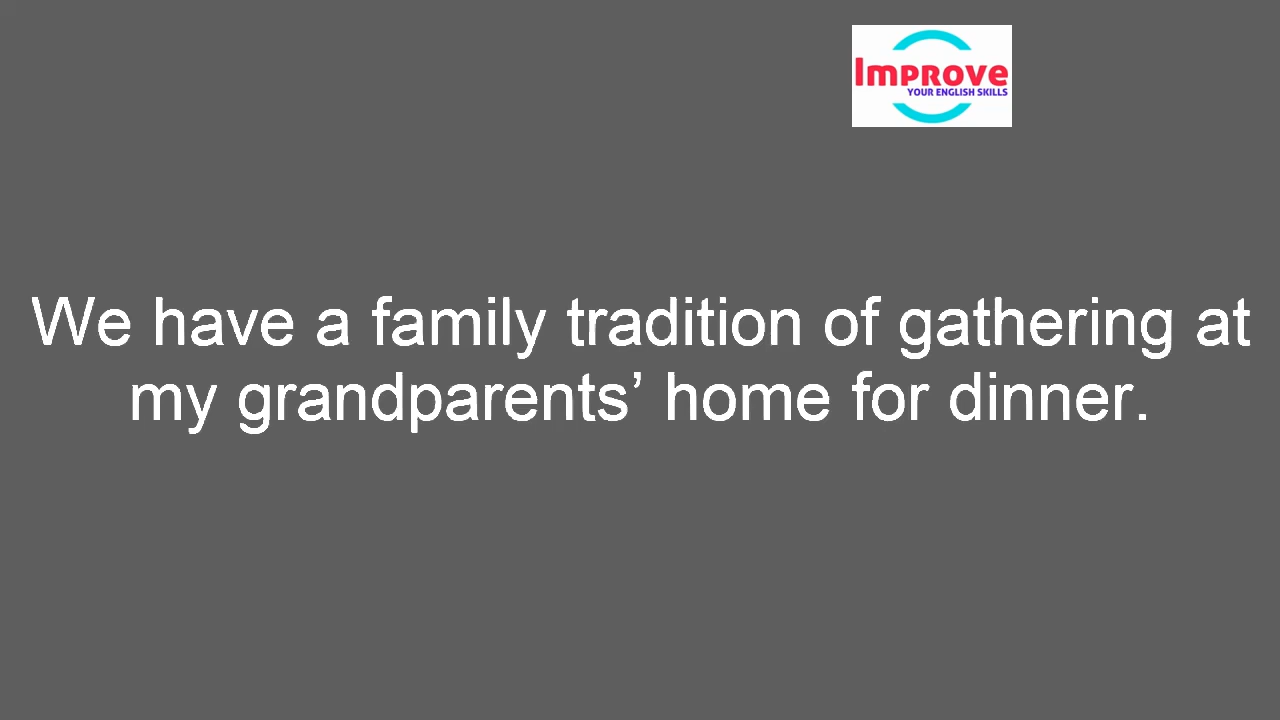 Improve
YOUR ENGLISH SKILLS
We have a family tradition of gathering at
my grandparents’ home for dinner.